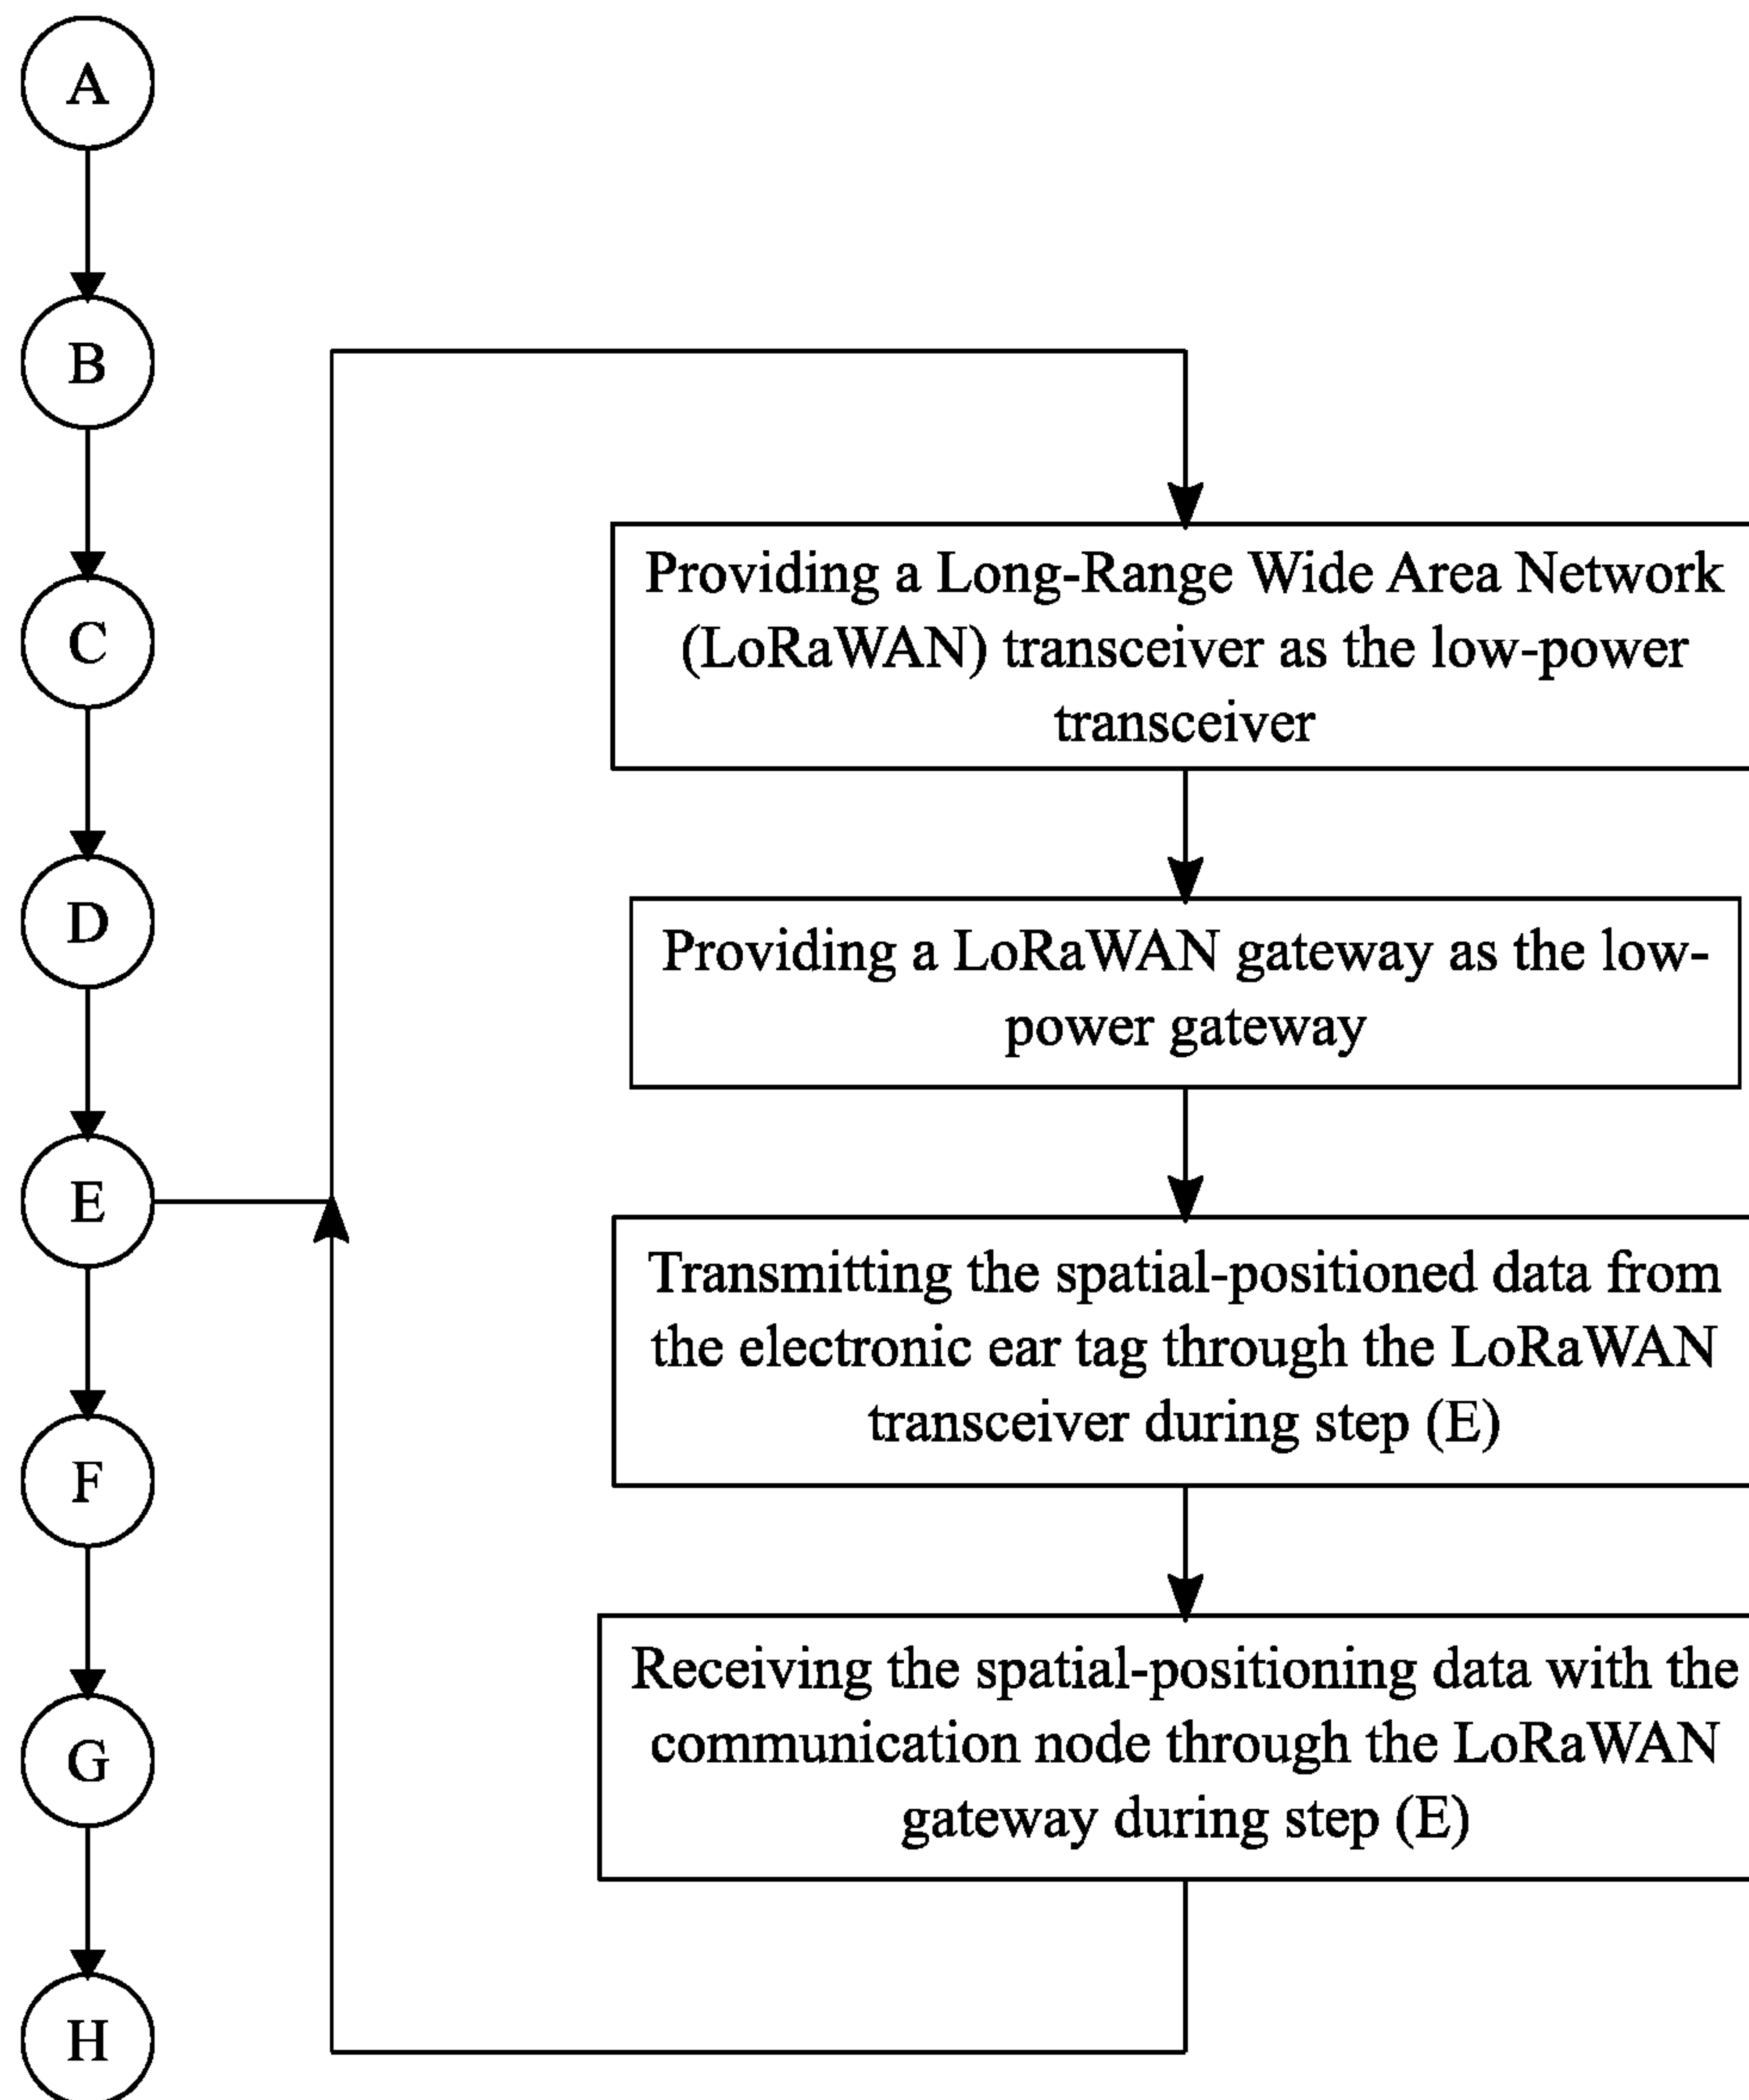 A
B
C
D
E
F
G
H
Providing a Long-Range Wide Area Network
(LoRaWAN) transceiver as the low-power
transceiver
Providing a LoRaWAN gateway as the low-
power gateway
Transmitting the spatial-positioned data from
the electronic ear tag through the LoRaWAN
transceiver during step (E)
Receiving the spatial-positioning data with the
communication node through the LoRaWAN
gateway during step (E)